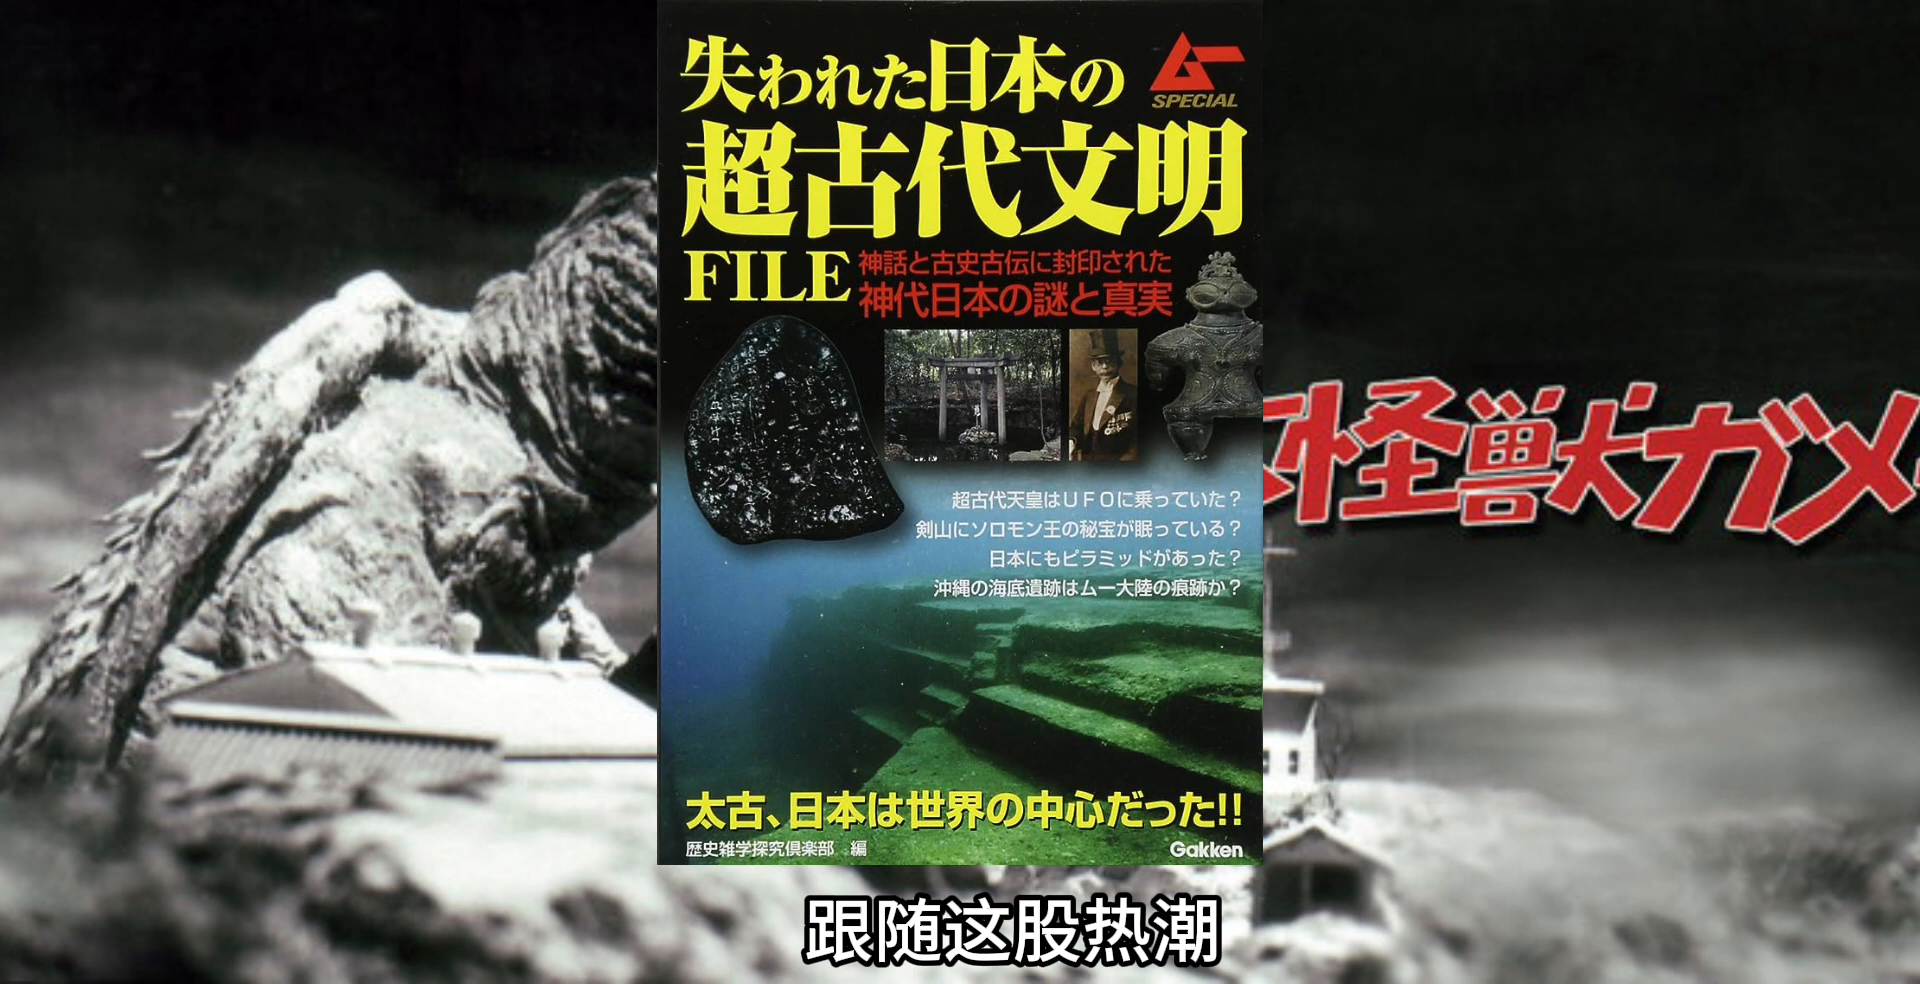 失われた日本の
ムー
SPECIAL
超古代文明
FILE
神話と古史古伝に封印された
神代日本の謎と真実
超古代天皇はUFOに乗っていた？
剣山にソロモン王の秘宝が眠っている？
日本にもピラミッドがあった？
沖縄の海底遺跡はムー大陸の痕跡か？
怪獣ガメ
太古、日本は世界の中心だった!!
歴史雑学探究倶楽部 編
Gakken
跟随这股热潮